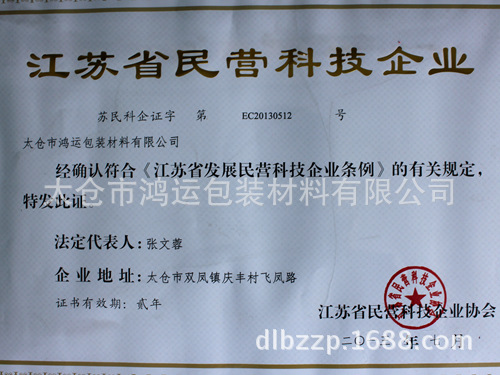 江苏省民营科技企业
苏民科企证字 第 EC20130512 号
太仓市鸿运包装材料有限公司
经确认符合《江苏省发展民营科技企业条例》的有关规定，
太仓市鸿运包装材料有限公司
特发此证。
法定代表人：张文蓉
企业地址：太仓市双凤镇庆丰村飞凤路
证书有效期：贰年
江苏省民营科技企业协会
dlbzzp.1688.com